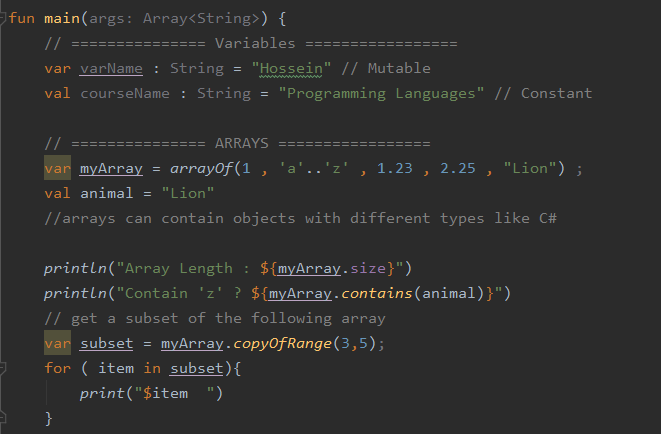 fun main(args: Array<String>) {
// =============== Variables =================
var varName : String = "Hossein" // Mutable
val courseName : String = "Programming Languages" // Constant
// =============== ARRAYS =================
var myArray = arrayOf(1 , 'a'..'z' , 1.23 , 2.25 , "Lion") ;
val animal = "Lion"
//arrays can contain objects with different types like C#
println("Array Length : ${myArray.size}")
println("Contain 'z' ? ${myArray.contains(animal)}")
// get a subset of the following array
var subset = myArray.copyOfRange(3,5);
for ( item in subset){
print("$item  ")
}